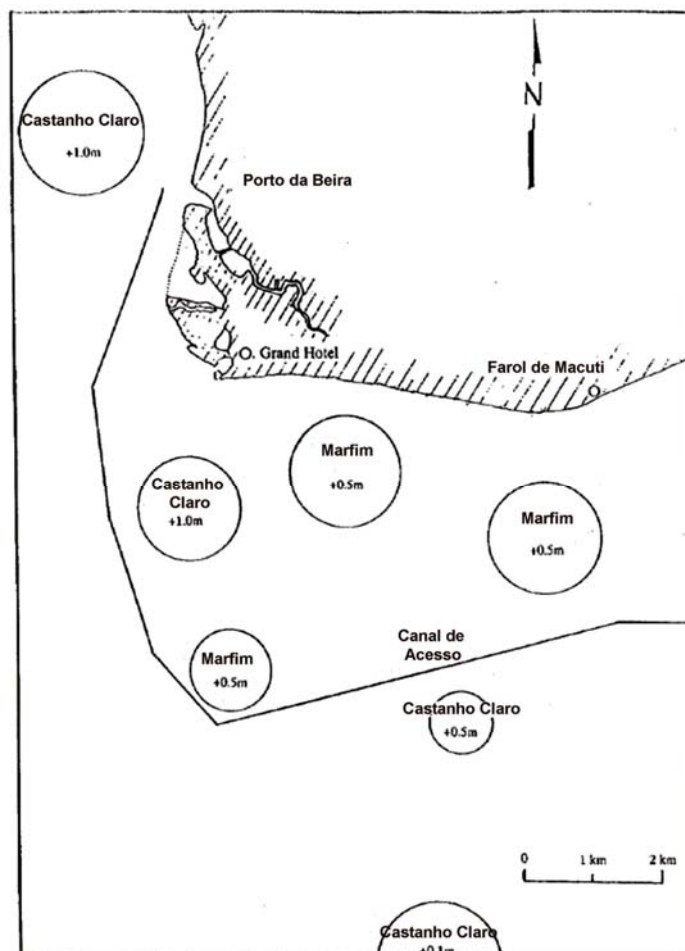 Castanho Claro
+1.0m
N
Porto da Beira
O. Grand Hotel
Farol de Macuti
Marfim
+0.5m
Castanho
Claro
+1.0m
Marfim
+0.5m
Marfim
+0.5m
Canal de
Acesso
Castanho Claro
+0.5m
0 1 km 2 km
Castanho Claro